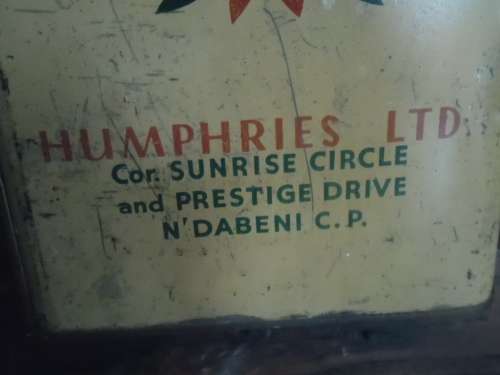 HUMPHRIES LTD
Cor. SUNRISE CIRCLE
and PRESTIGE DRIVE
N'DABENI C.P.